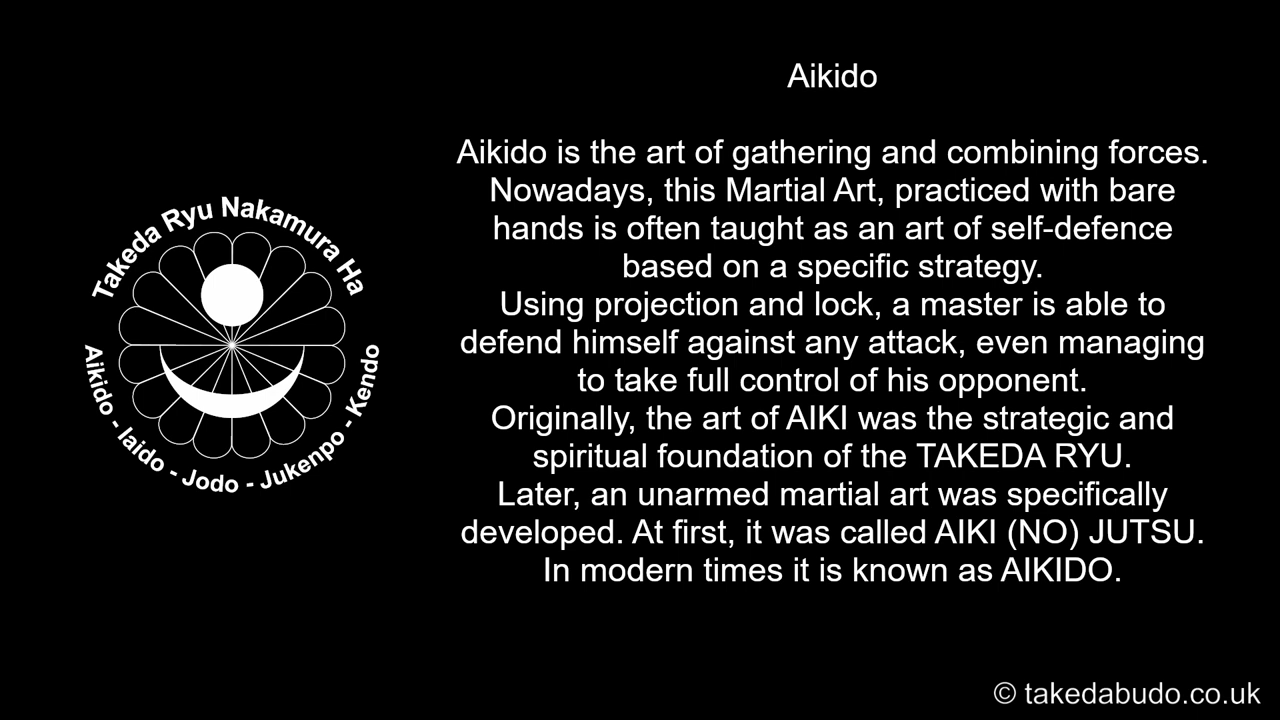 Takeda Ryu Nakamura Ha
Aikido - Iaido - Jodo - Jukenpo - Kendo
Aikido
Aikido is the art of gathering and combining forces.
Nowadays, this Martial Art, practiced with bare
hands is often taught as an art of self-defence
based on a specific strategy.
Using projection and lock, a master is able to
defend himself against any attack, even managing
to take full control of his opponent.
Originally, the art of AIKI was the strategic and
spiritual foundation of the TAKEDA RYU.
Later, an unarmed martial art was specifically
developed. At first, it was called AIKI (NO) JUTSU.
In modern times it is known as AIKIDO.
© takedabudo.co.uk